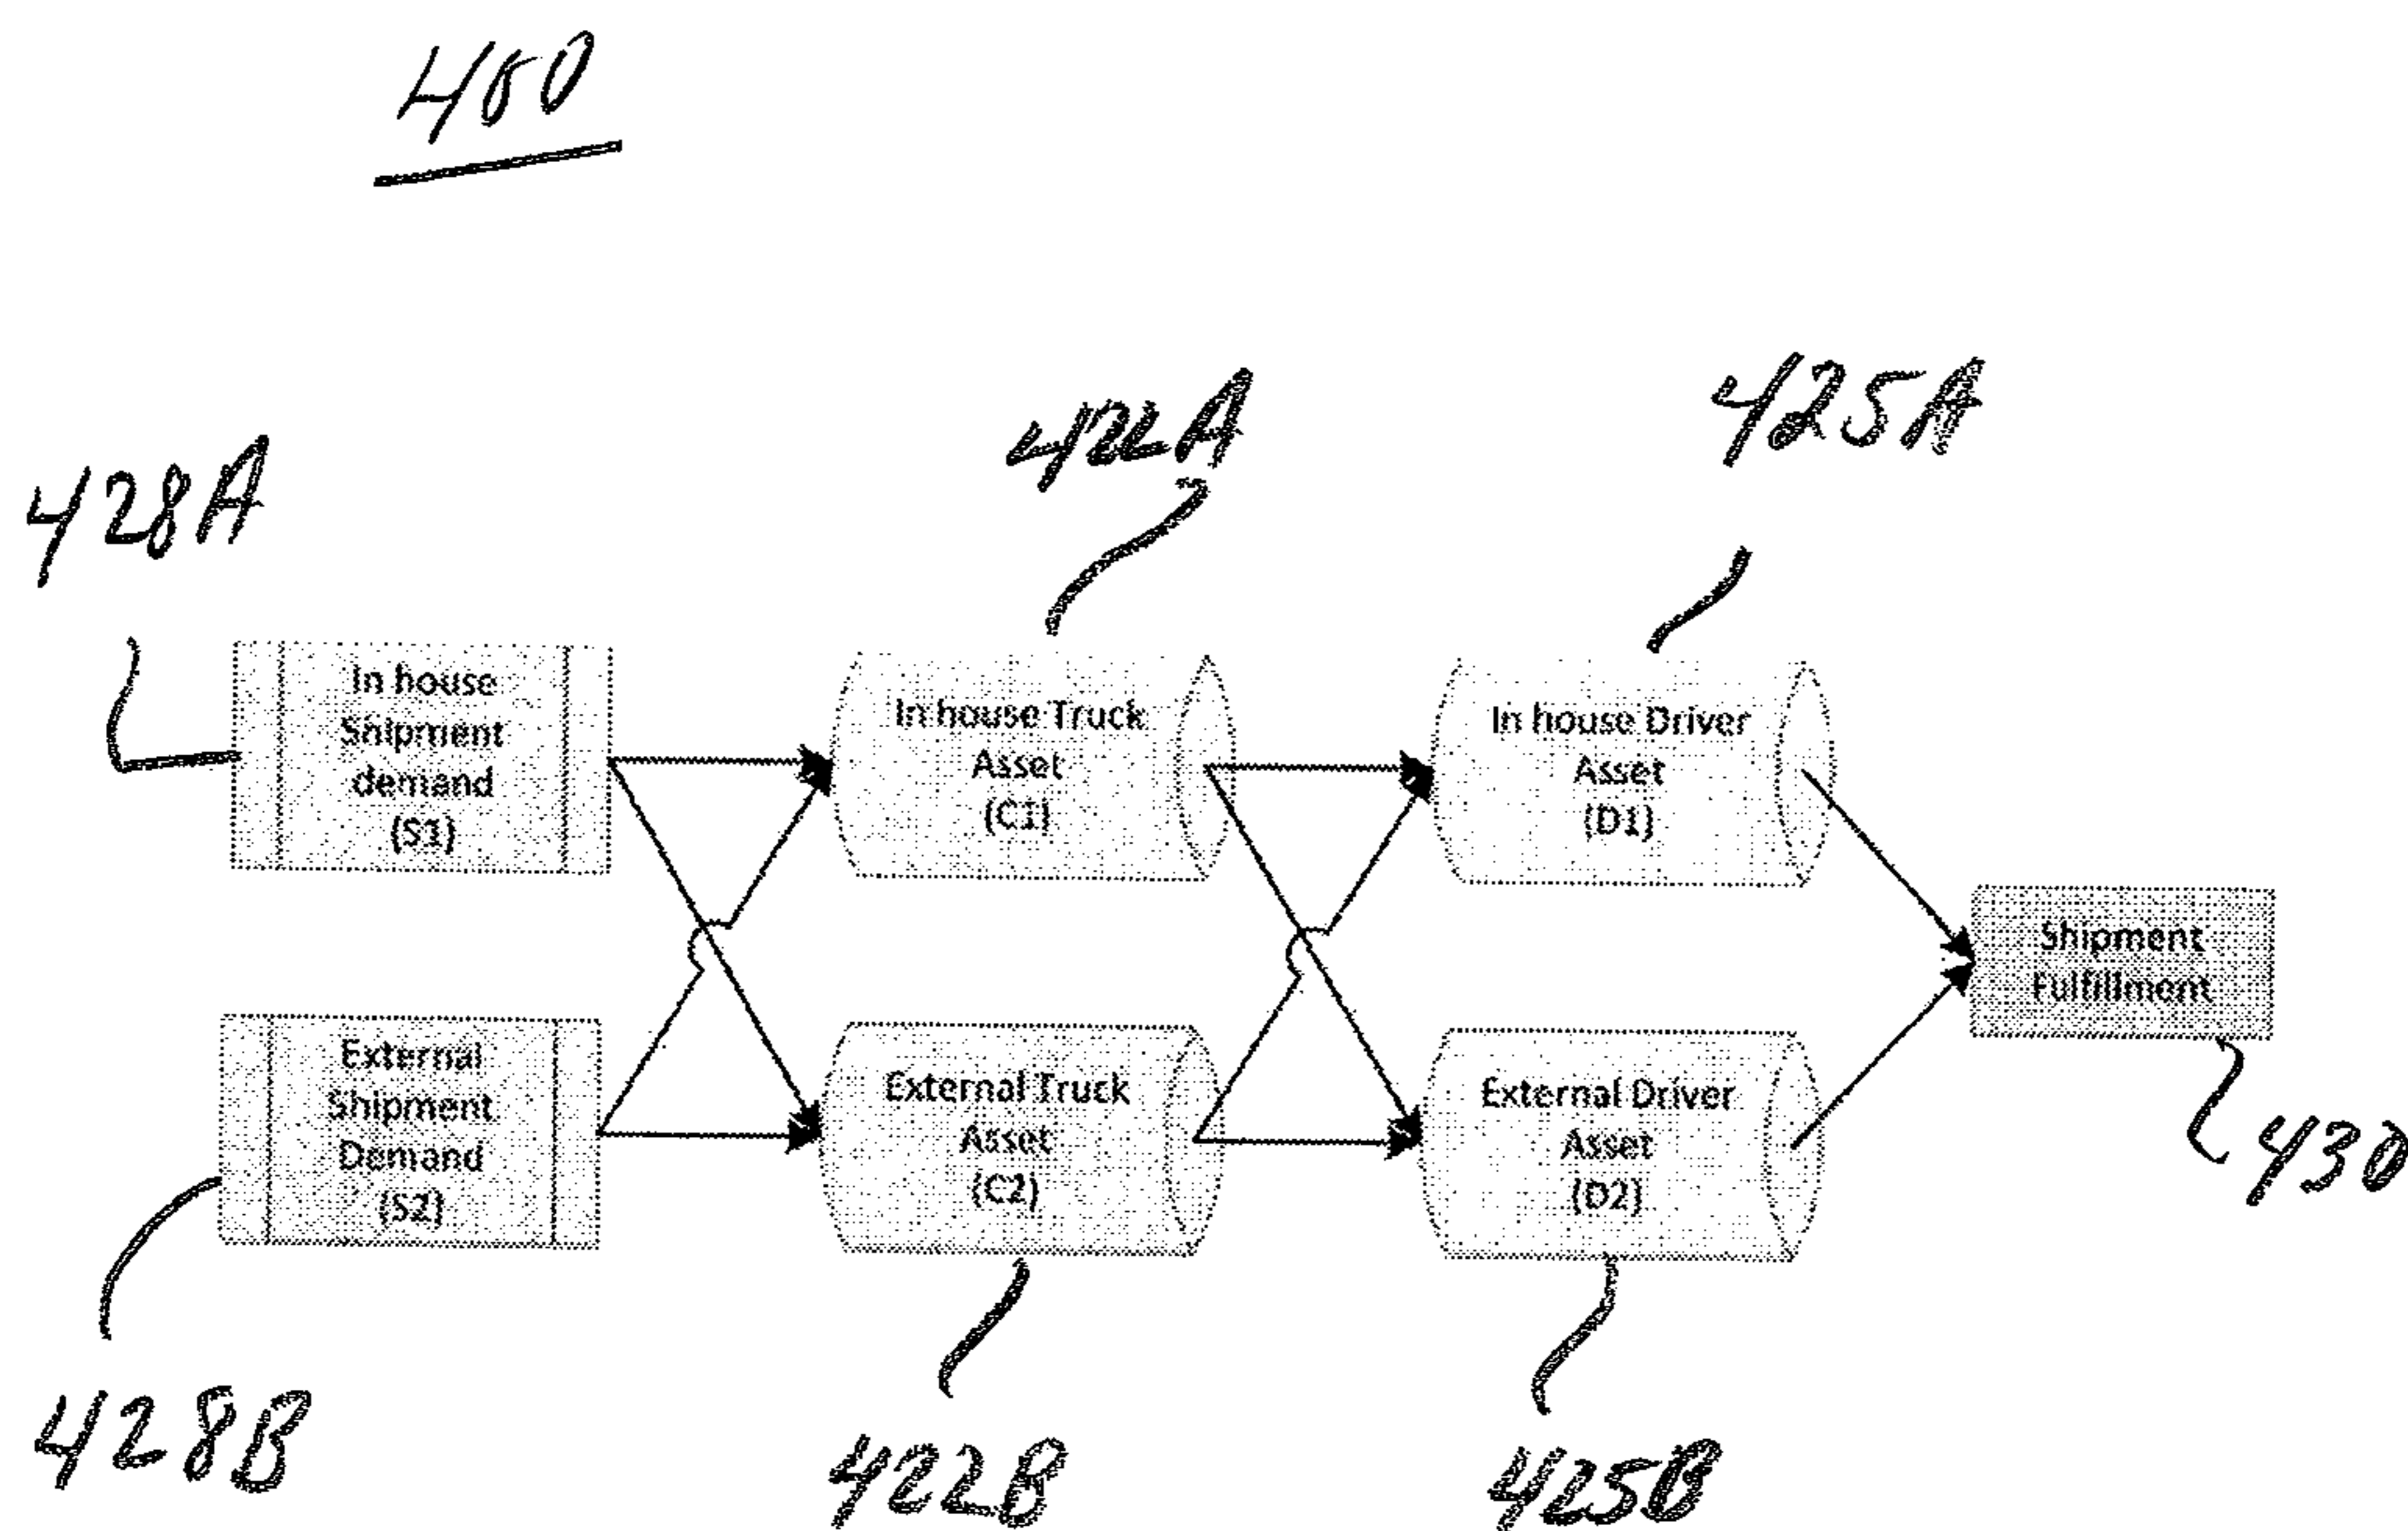 428A
422A
425A
In house
Shipment
demand
(S1)
In house Truck
Asset
(C1)
In house Driver
Asset
(D1)
Shipment
Fulfillment
External
Shipment
Demand
(S2)
External Truck
Asset
(C2)
External Driver
Asset
(D2)
430
428B
422B
425B